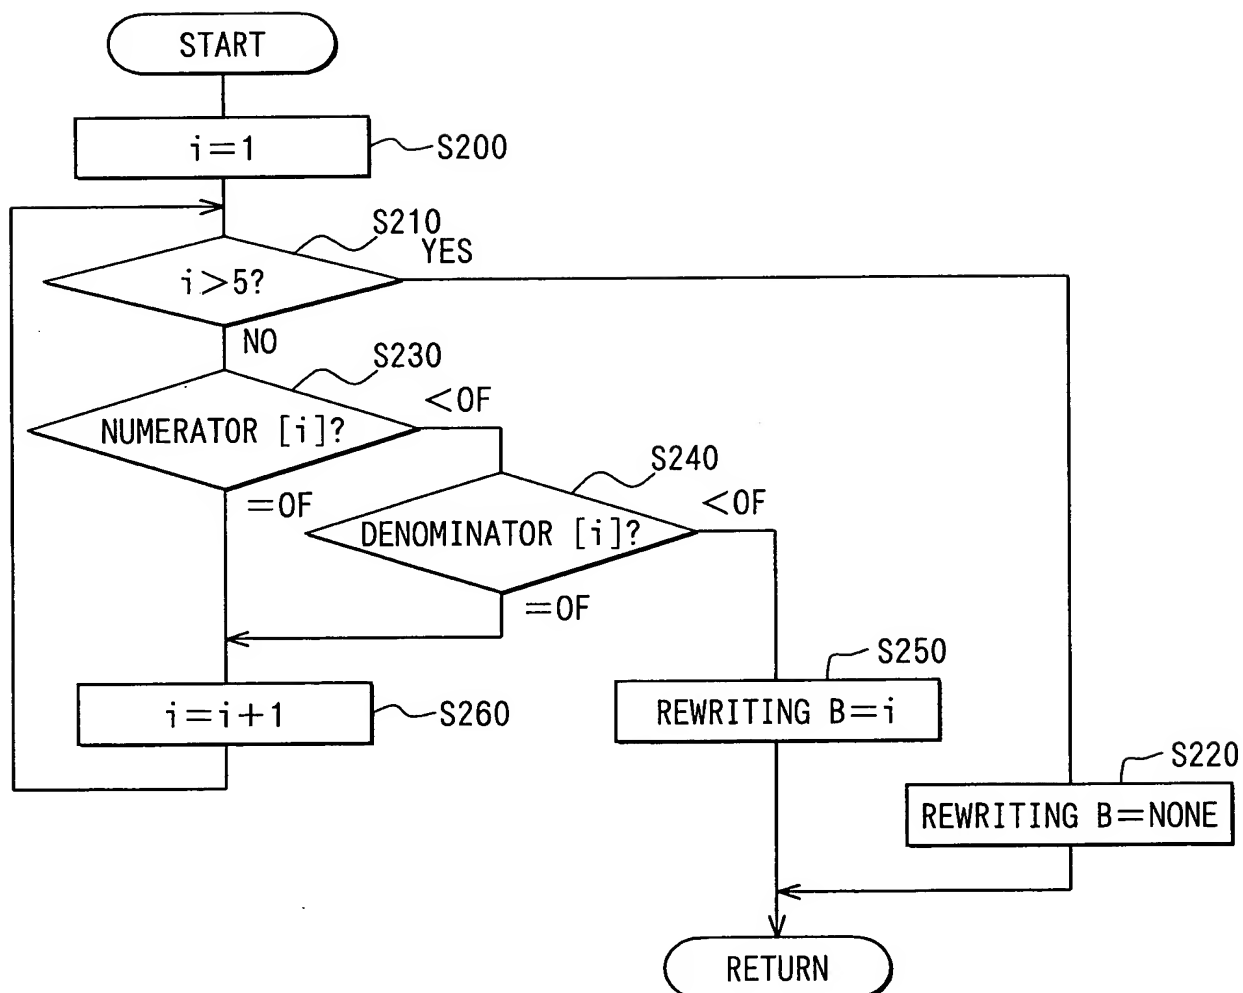 START
i=1
S200
S210
YES
i>5?
NO
S230
<OF
NUMERATOR [i]?
S240
=OF
<OF
DENOMINATOR [i]?
=OF
S250
i=i+1
S260
REWRITING B=i
S220
REWRITING B=NONE
RETURN